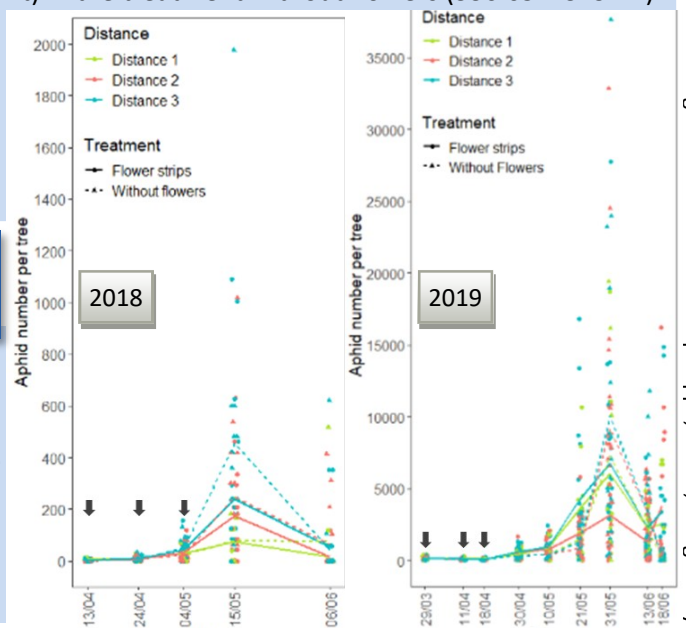 Distance
Distance 1
Distance 2
Distance 3
Treatment
Flower strips
Without flowers
2018
Aphid number per tree
2000
1800
1600
1400
1200
1000
800
600
400
200
0
13/04
24/04
04/05
15/05
06/06
Distance
Distance 1
Distance 2
Distance 3
Treatment
Flower strips
Without Flowers
2019
Aphid number per tree
35000
30000
25000
20000
15000
10000
5000
0
29/03
11/04
18/04
30/04
10/05
21/05
31/05
13/06
18/06